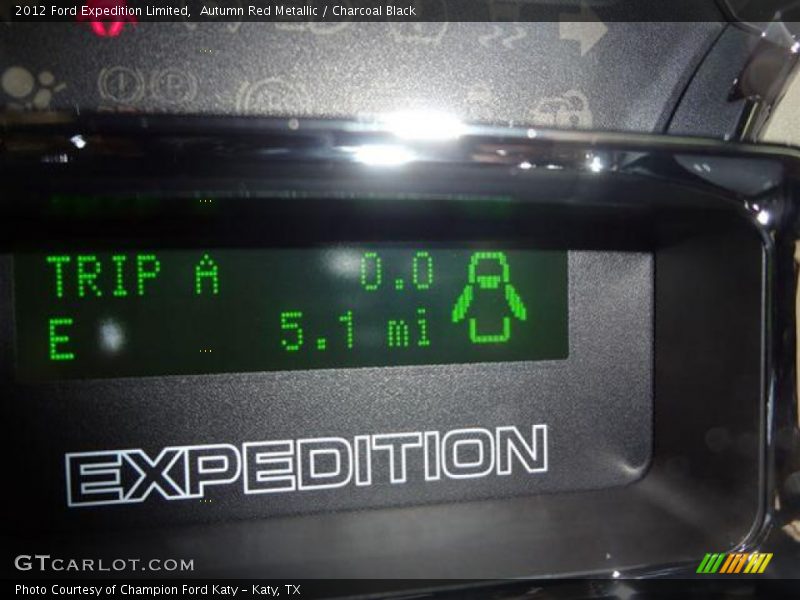 2012 Ford Expedition Limited,  Autumn Red Metallic / Charcoal Black
TRIP A 0.0
E 5.1 mi
EXPEDITION
GTCARLOT.COM
Photo Courtesy of Champion Ford Katy - Katy, TX